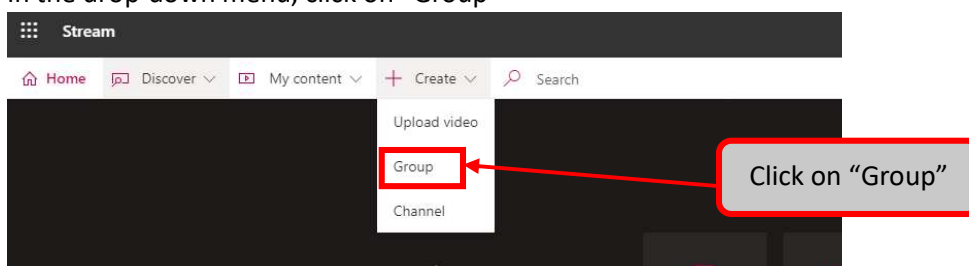 In the drop-down menu, click on “Group”
Stream
Home Discover My content Create Search
Upload video
Group
Click on “Group”
Channel